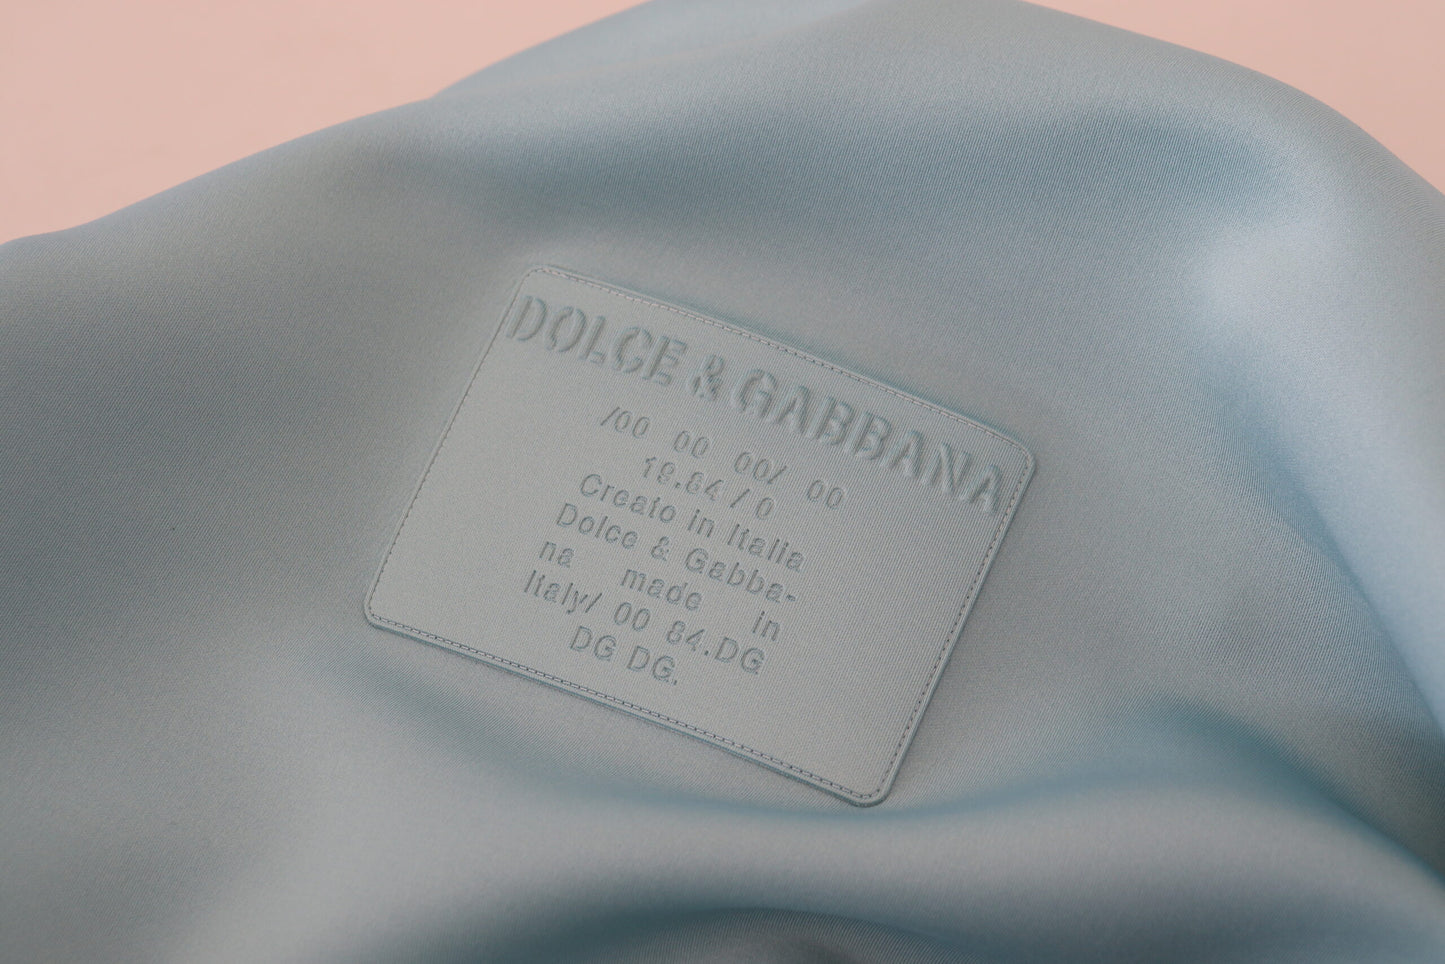 DOLCE & GABBANA
/00 00 00/ 00
19.84 / 0
Creato in Italia
Dolce & Gabba-
na made in
Italy/ 00 84.DG
DG DG.